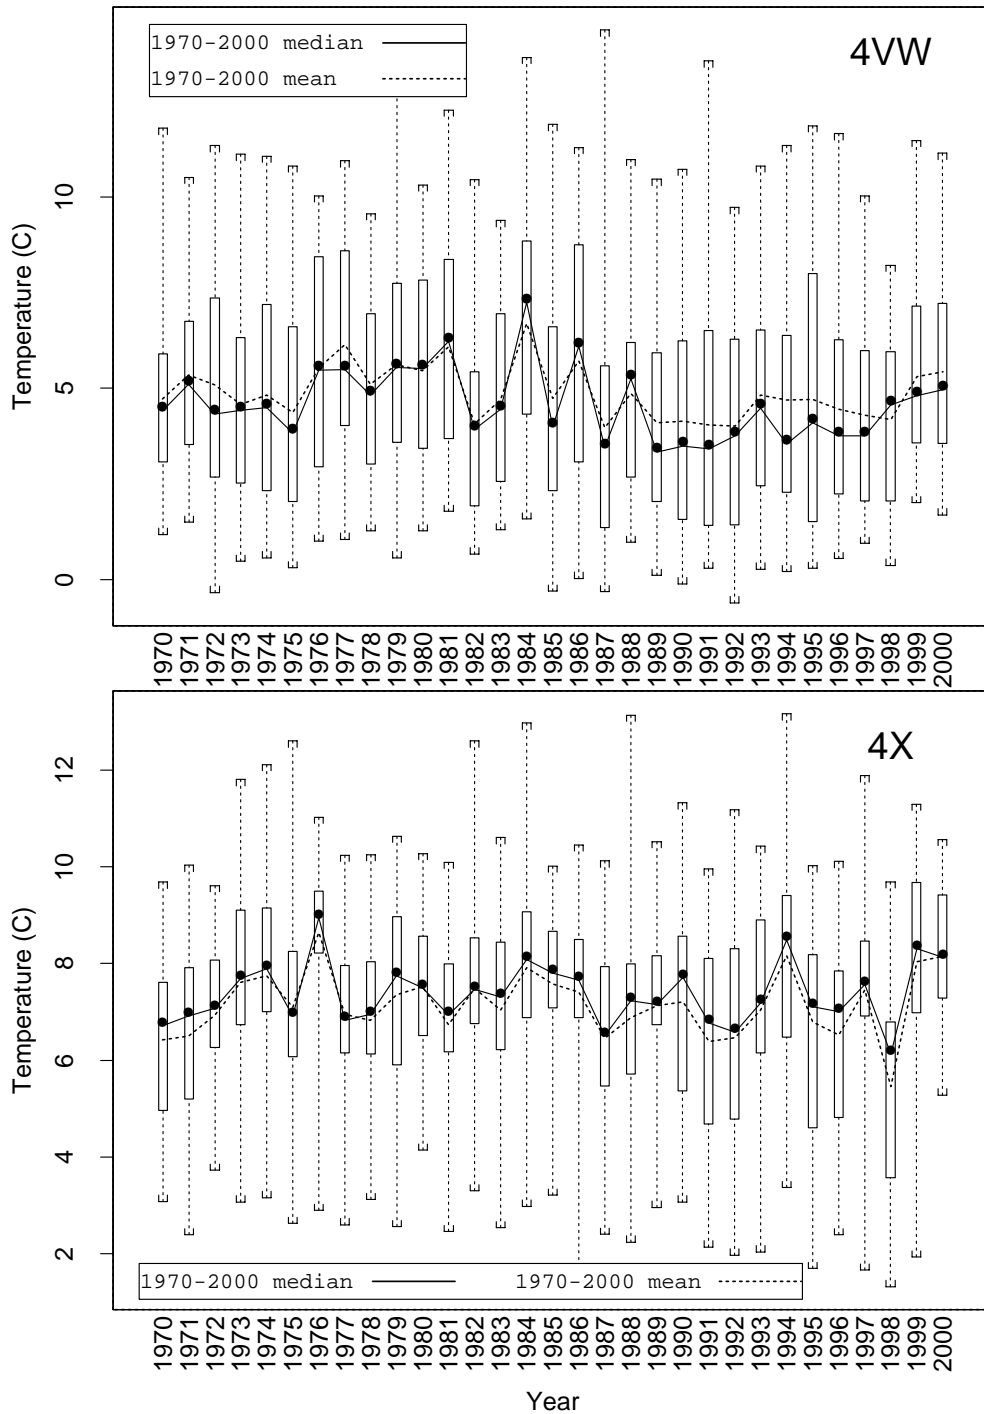 1970-2000 median
1970-2000 mean
4VW
Temperature (C)
10
5
0
1970 1971 1972 1973 1974 1975 1976 1977 1978 1979 1980 1981 1982 1983 1984 1985 1986 1987 1988 1989 1990 1991 1992 1993 1994 1995 1996 1997 1998 1999 2000
4X
Temperature (C)
12
10
8
6
4
2
1970-2000 median 1970-2000 mean
1970 1971 1972 1973 1974 1975 1976 1977 1978 1979 1980 1981 1982 1983 1984 1985 1986 1987 1988 1989 1990 1991 1992 1993 1994 1995 1996 1997 1998 1999 2000
Year